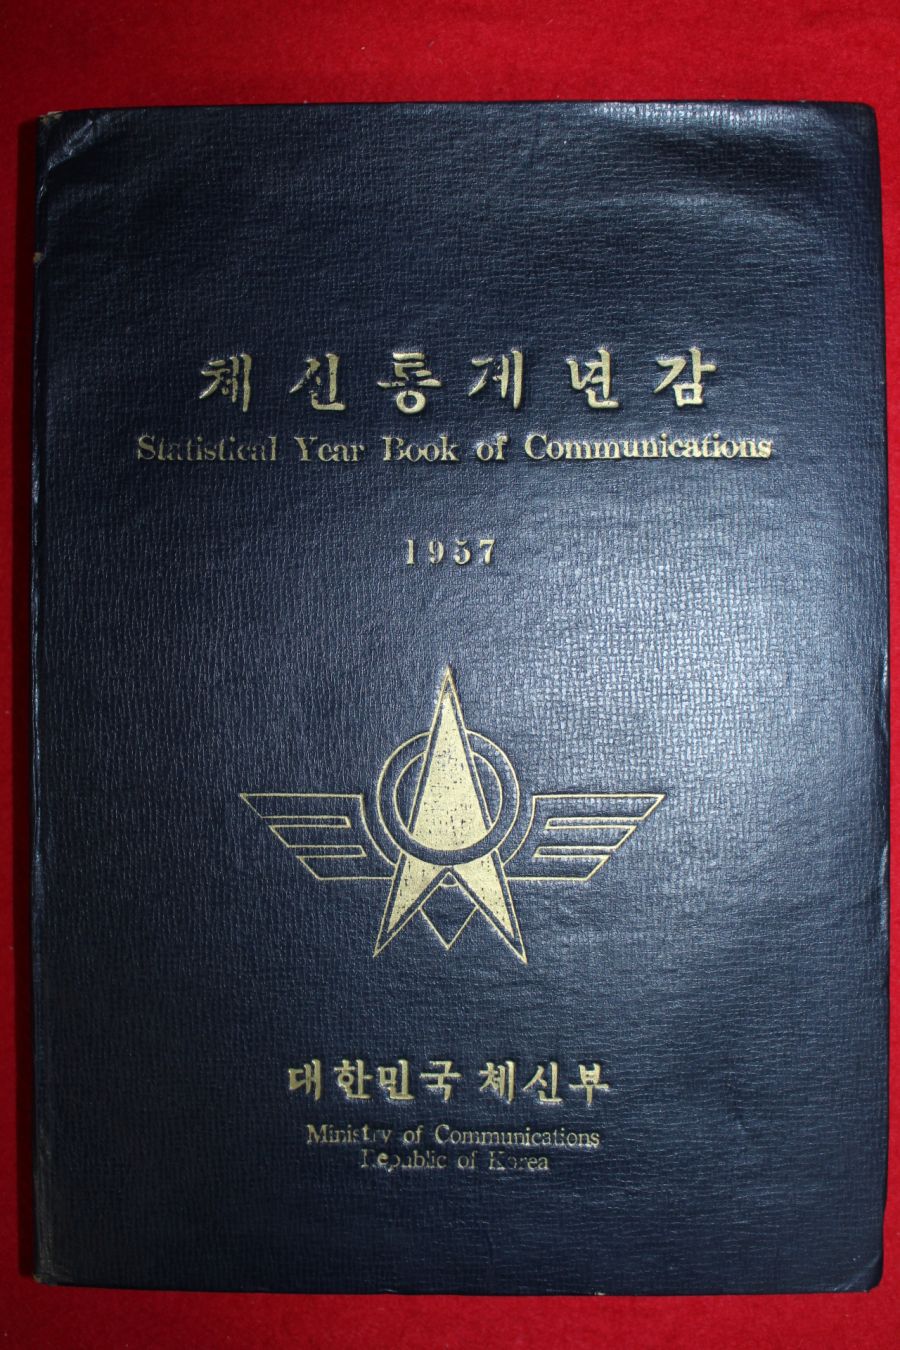 체신통계년감
Statistical Year Book of Communications
1957
대한민국 체신부
Ministry of Communications
Republic of Korea